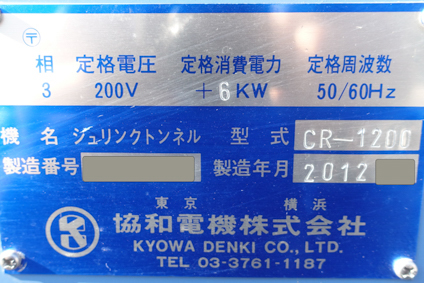 〒
相 定格電圧 定格消費電力 定格周波数
3 200V +6KW 50/60Hz
機名 シュリンクトンネル 型式 CR-1200
製造番号 製造年月 2012
東京 横浜
協和電機株式会社
KYOWA DENKI CO., LTD.
TEL 03-3761-1187